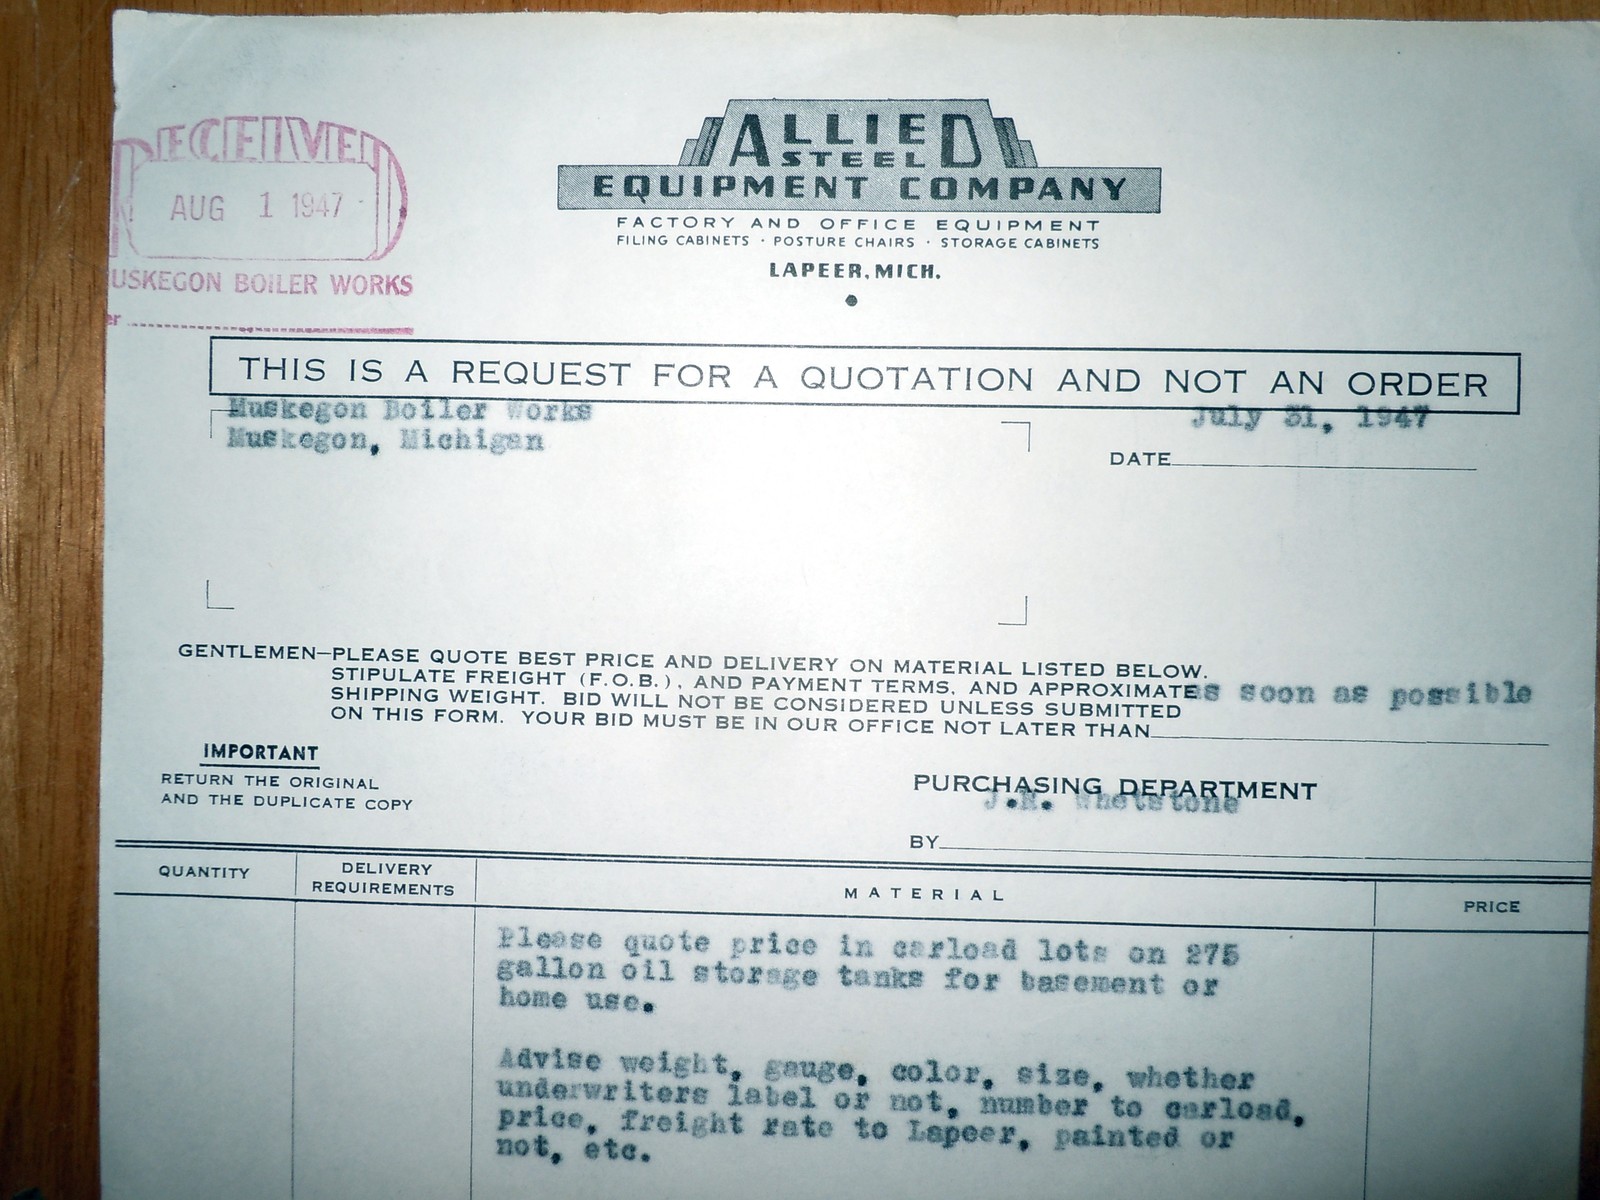 RECEIVED
AUG 1 1947
USKEGON BOILER WORKS
er
ALLIED
STEEL
EQUIPMENT COMPANY
FACTORY AND OFFICE EQUIPMENT
FILING CABINETS · POSTURE CHAIRS · STORAGE CABINETS
LAPEER, MICH.
THIS IS A REQUEST FOR A QUOTATION AND NOT AN ORDER
Muskegon Boiler Works
Muskegon, Michigan
July 31, 1947
DATE
GENTLEMEN—PLEASE QUOTE BEST PRICE AND DELIVERY ON MATERIAL LISTED BELOW.
STIPULATE FREIGHT (F.O.B.), AND PAYMENT TERMS, AND APPROXIMATE
SHIPPING WEIGHT. BID WILL NOT BE CONSIDERED UNLESS SUBMITTED
ON THIS FORM. YOUR BID MUST BE IN OUR OFFICE NOT LATER THAN
as soon as possible
IMPORTANT
RETURN THE ORIGINAL
AND THE DUPLICATE COPY
PURCHASING DEPARTMENT
Whetstone
BY
QUANTITY
DELIVERY
REQUIREMENTS
MATERIAL
PRICE
Please quote price in carload lots on 275
gallon oil storage tanks for basement or
home use.
Advise weight, gauge, color, size, whether
underwriters label or not, number to carload,
price, freight rate to Lapeer, painted or
not, etc.